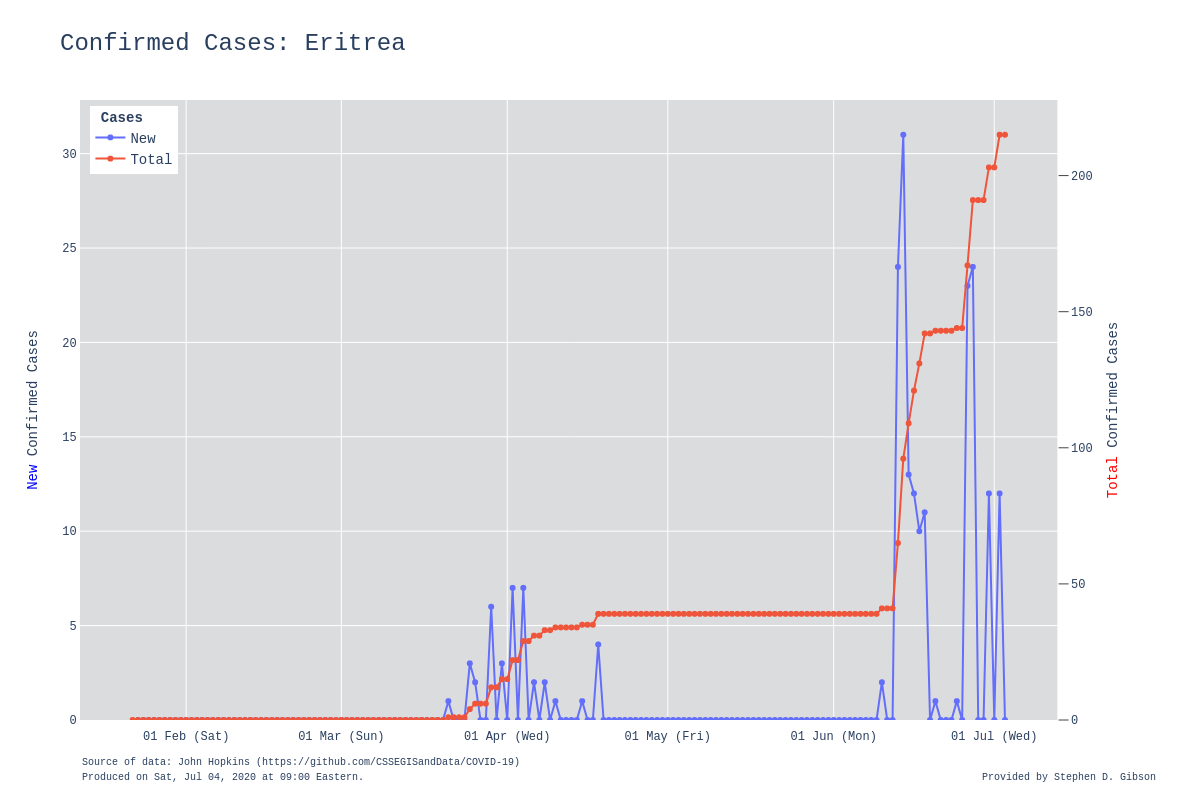 Confirmed Cases: Eritrea
Cases
New
Total
30
25
20
15
10
5
0
200
150
100
50
0
New Confirmed Cases
Total Confirmed Cases
01 Feb (Sat)
01 Mar (Sun)
01 Apr (Wed)
01 May (Fri)
01 Jun (Mon)
01 Jul (Wed)
Source of data: John Hopkins (https://github.com/CSSEGISandData/COVID-19)
Produced on Sat, Jul 04, 2020 at 09:00 Eastern.
Provided by Stephen D. Gibson